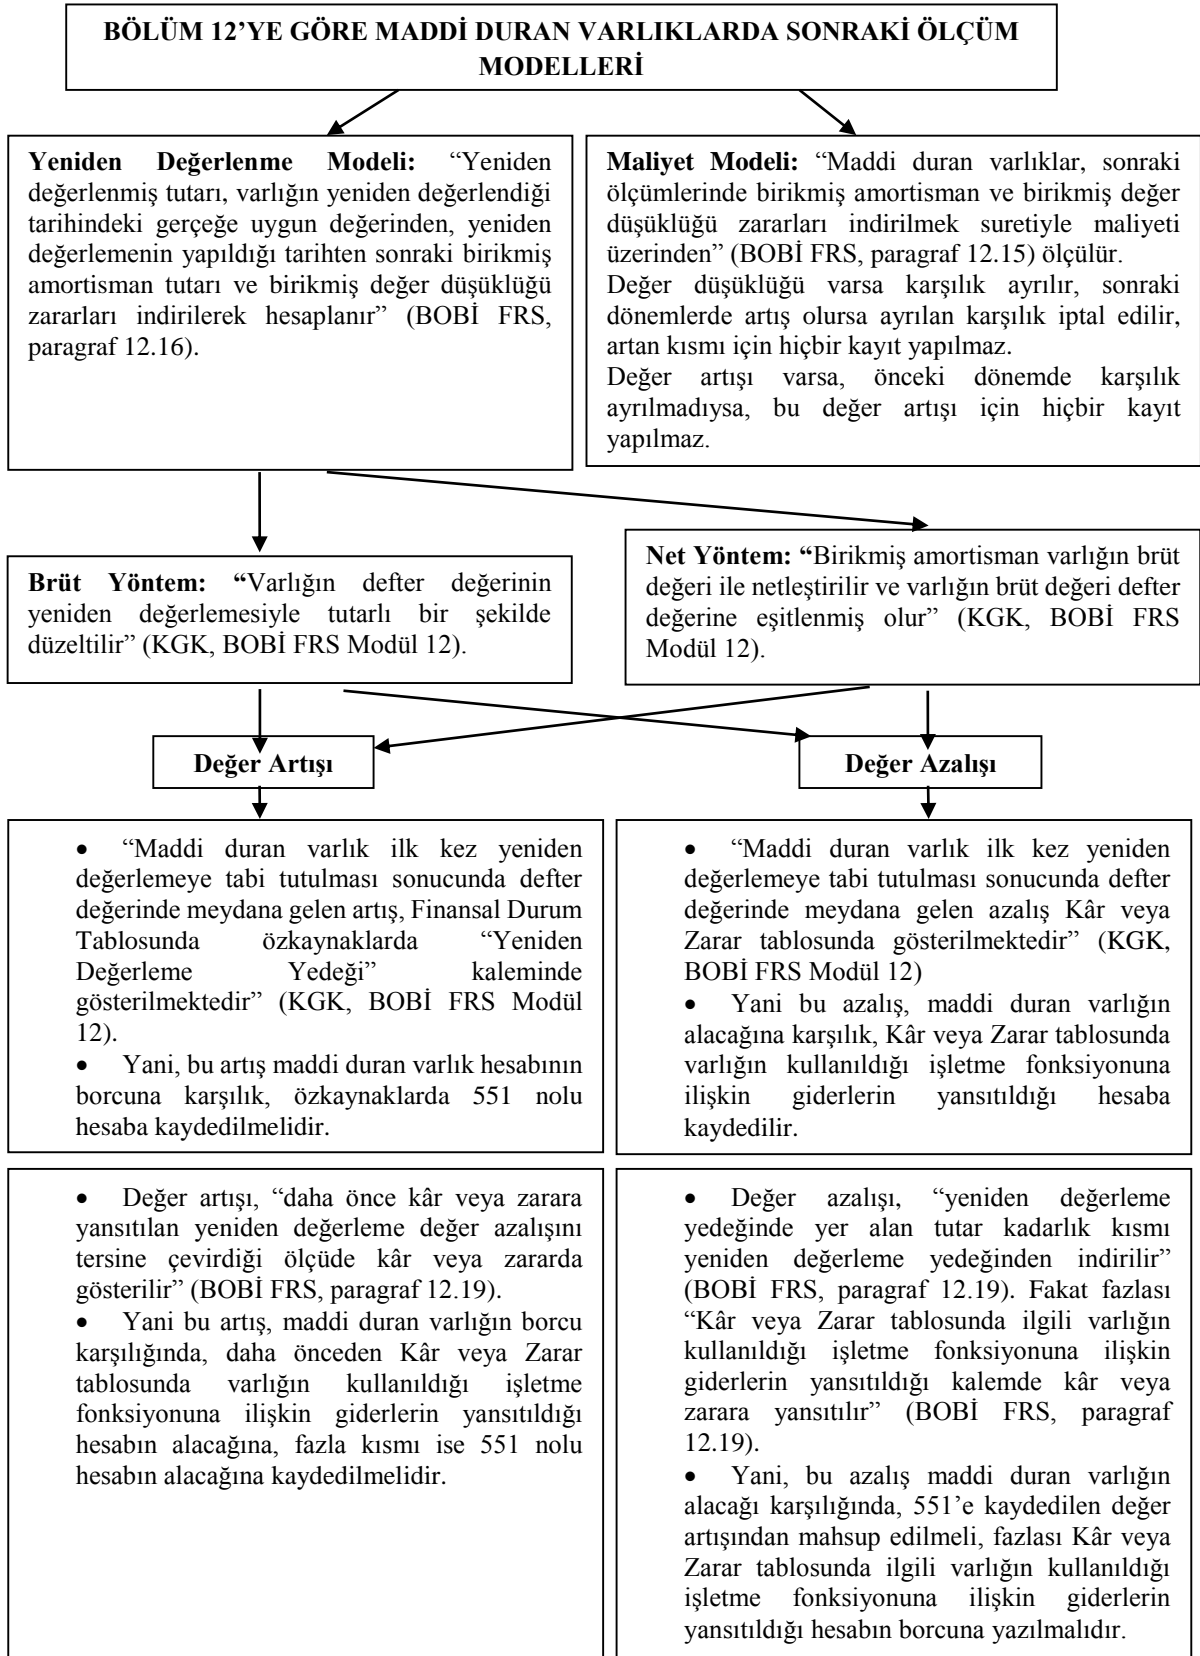 BÖLÜM 12’YE GÖRE MADDİ DURAN VARLIKLARDA SONRAKİ ÖLÇÜM
MODELLERİ
Yeniden Değerlenme Modeli: “Yeniden
değerlenmiş tutarı, varlığın yeniden değerlendiği
tarihindeki gerçeğe uygun değerinden, yeniden
değerlemenin yapıldığı tarihten sonraki birikmiş
amortisman tutarı ve birikmiş değer düşüklüğü
zararları indirilerek hesaplanır” (BOBİ FRS,
paragraf 12.16).
Maliyet Modeli: “Maddi duran varlıklar, sonraki
ölçümlerinde birikmiş amortisman ve birikmiş değer
düşüklüğü zararları indirilmek suretiyle maliyeti
üzerinden” (BOBİ FRS, paragraf 12.15) ölçülür.
Değer düşüklüğü varsa karşılık ayrılır, sonraki
dönemlerde artış olursa ayrılan karşılık iptal edilir,
artan kısmı için hiçbir kayıt yapılmaz.
Değer artışı varsa, önceki dönemde karşılık
ayrılmadıysa, bu değer artışı için hiçbir kayıt
yapılmaz.
Brüt Yöntem: “Varlığın defter değerinin
yeniden değerlemesiyle tutarlı bir şekilde
düzeltilir” (KGK, BOBİ FRS Modül 12).
Net Yöntem: “Birikmiş amortisman varlığın brüt
değeri ile netleştirilir ve varlığın brüt değeri defter
değerine eşitlenmiş olur” (KGK, BOBİ FRS
Modül 12).
Değer Artışı
Değer Azalışı
• “Maddi duran varlık ilk kez yeniden
değerlemeye tabi tutulması sonucunda defter
değerinde meydana gelen artış, Finansal Durum
Tablosunda özkaynaklarda “Yeniden
Değerleme Yedeği” kaleminde
gösterilmektedir” (KGK, BOBİ FRS Modül
12).
• Yani, bu artış maddi duran varlık hesabının
borcuna karşılık, özkaynaklarda 551 nolu
hesaba kaydedilmelidir.
• “Maddi duran varlık ilk kez yeniden
değerlemeye tabi tutulması sonucunda defter
değerinde meydana gelen azalış Kâr veya
Zarar tablosunda gösterilmektedir” (KGK,
BOBİ FRS Modül 12)
• Yani bu azalış, maddi duran varlığın
alacağına karşılık, Kâr veya Zarar tablosunda
varlığın kullanıldığı işletme fonksiyonuna
ilişkin giderlerin yansıtıldığı hesaba
kaydedilir.
• Değer artışı, “daha önce kâr veya zarara
yansıtılan yeniden değerleme değer azalışını
tersine çevirdiği ölçüde kâr veya zararda
gösterilir” (BOBİ FRS, paragraf 12.19).
• Yani bu artış, maddi duran varlığın borcu
karşılığında, daha önceden Kâr veya Zarar
tablosunda varlığın kullanıldığı işletme
fonksiyonuna ilişkin giderlerin yansıtıldığı
hesabın alacağına, fazla kısmı ise 551 nolu
hesabın alacağına kaydedilmelidir.
• Değer azalışı, “yeniden değerleme
yedeğinde yer alan tutar kadarlık kısmı
yeniden değerleme yedeğinden indirilir”
(BOBİ FRS, paragraf 12.19). Fakat fazlası
“Kâr veya Zarar tablosunda ilgili varlığın
kullanıldığı işletme fonksiyonuna ilişkin
giderlerin yansıtıldığı kalemde kâr veya
zarara yansıtılır” (BOBİ FRS, paragraf
12.19).
• Yani, bu azalış maddi duran varlığın
alacağı karşılığında, 551’e kaydedilen değer
artışından mahsup edilmeli, fazlası Kâr veya
Zarar tablosunda ilgili varlığın kullanıldığı
işletme fonksiyonuna ilişkin giderlerin
yansıtıldığı hesabın borcuna yazılmalıdır.